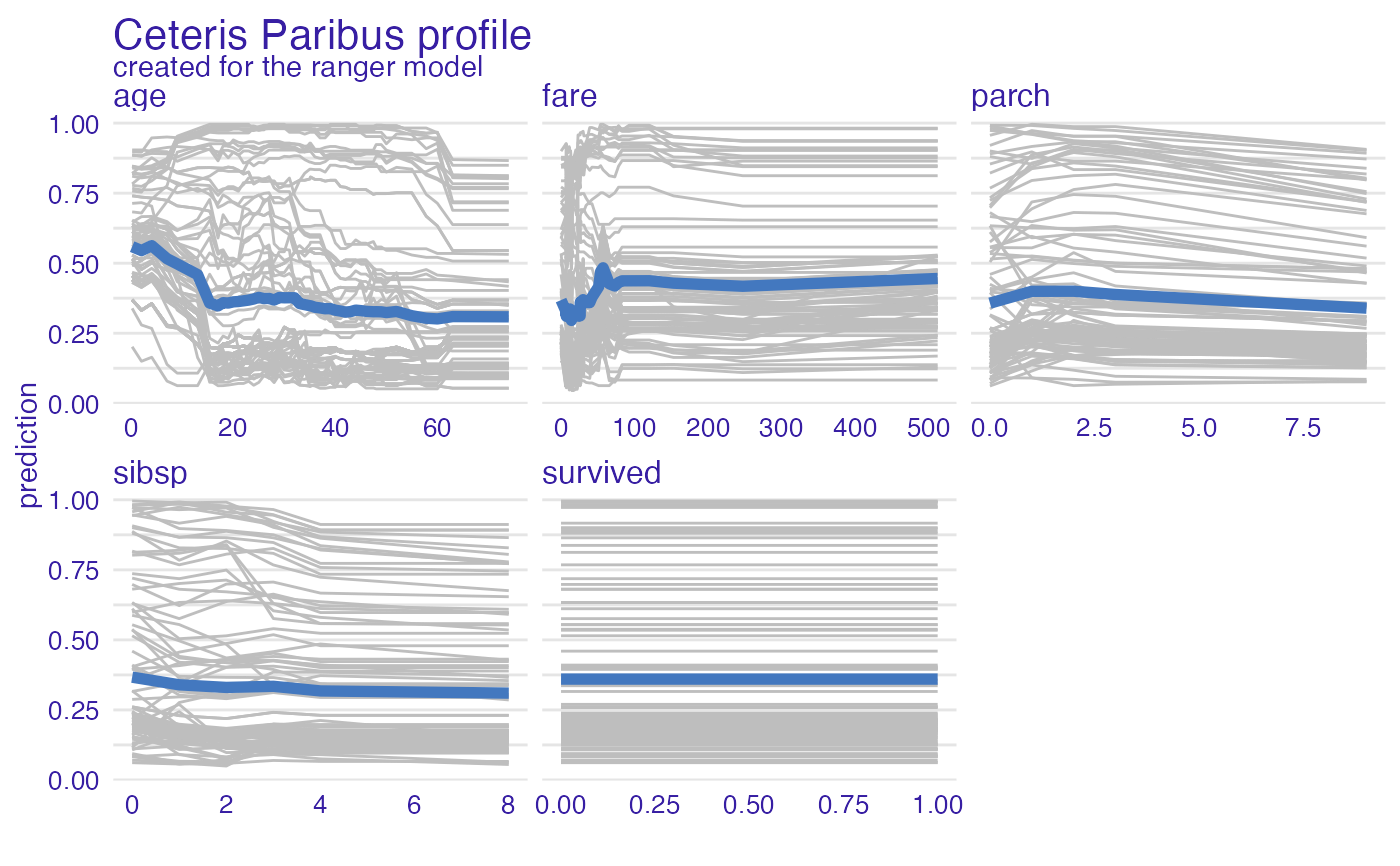 Ceteris Paribus profile
created for the ranger model
age
fare
parch
1.00
0.75
0.50
0.25
0.00
0 20 40 60
0 100 200 300 400 500
0.0 2.5 5.0 7.5
prediction
sibsp
survived
1.00
0.75
0.50
0.25
0.00
0 2 4 6 8
0.00 0.25 0.50 0.75 1.00